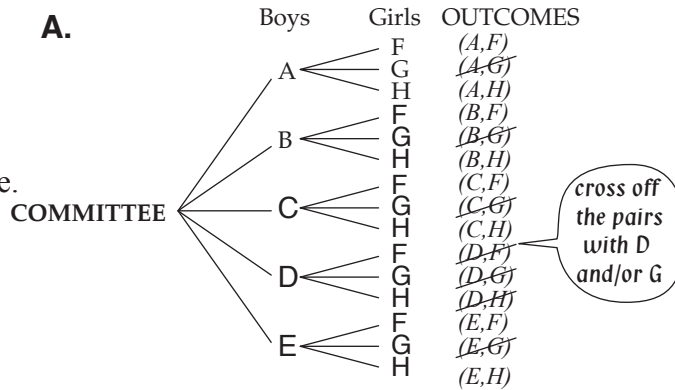 A.
Boys Girls OUTCOMES
A F (A,F)
G (A,G)
H (A,H)
B F (B,F)
G (B,G)
H (B,H)
e.
COMMITTEE
C F (C,F)
G (C,G)
H (C,H)
D F (D,F)
G (D,G)
H (D,H)
E F (E,F)
G (E,G)
H (E,H)
cross off
the pairs
with D
and/or G